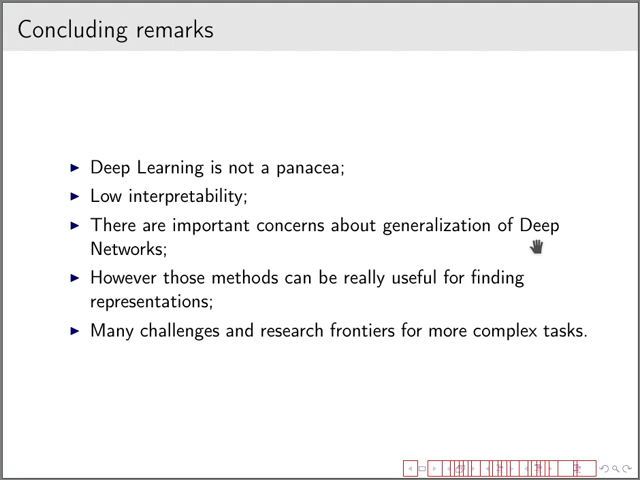 Concluding remarks
Deep Learning is not a panacea;
Low interpretability;
There are important concerns about generalization of Deep
Networks;
However those methods can be really useful for finding
representations;
Many challenges and research frontiers for more complex tasks.